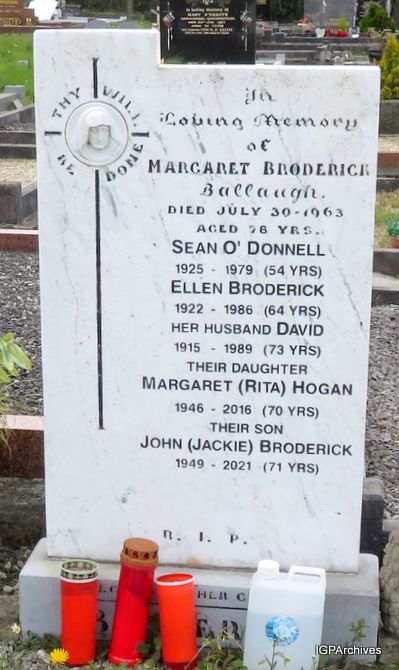 THY WILL
BE DONE
In
Loving Memory
of
MARGARET BRODERICK
Ballaugh.
DIED JULY 30-1963
AGED 78 YRS.
SEAN O' DONNELL
1925 - 1979 (54 YRS)
ELLEN BRODERICK
1922 - 1986 (64 YRS)
HER HUSBAND DAVID
1915 - 1989 (73 YRS)
THEIR DAUGHTER
MARGARET (RITA) HOGAN
1946 - 2016 (70 YRS)
THEIR SON
JOHN (JACKIE) BRODERICK
1949 - 2021 (71 YRS)
R. I. P.
IGPArchives